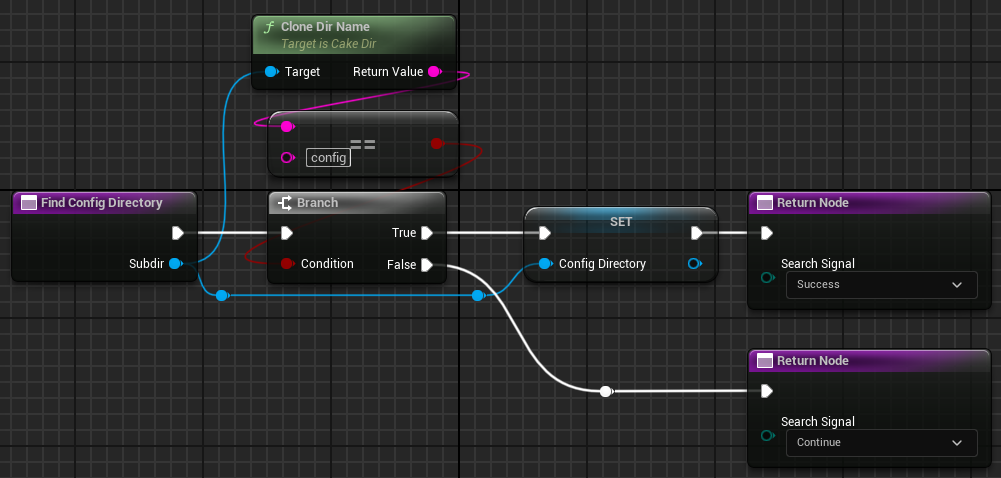 Clone Dir Name
Target is Cake Dir
Target
Return Value
==
config
Find Config Directory
Subdir
Branch
True
Condition
False
SET
Config Directory
Return Node
Search Signal
Success
Return Node
Search Signal
Continue